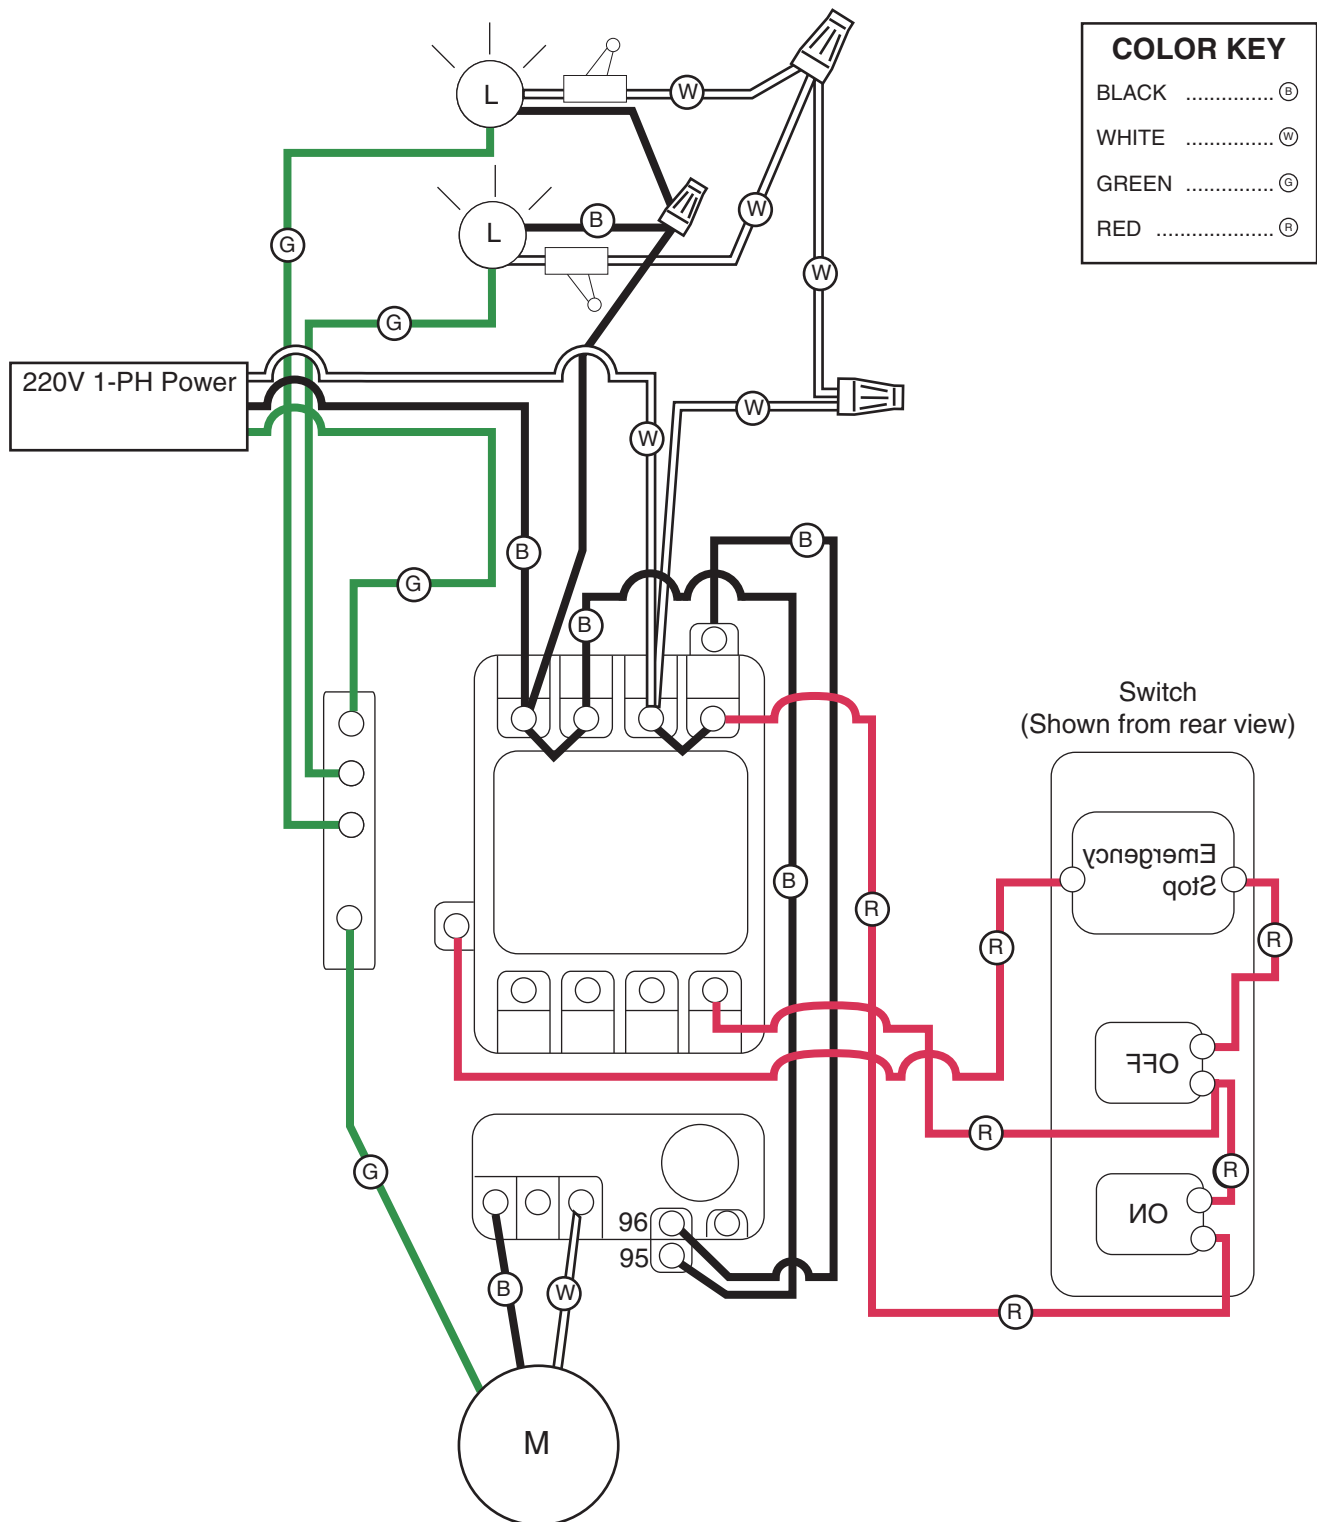 COLOR KEY
BLACK ............... B
WHITE ............... W
GREEN ............... G
RED .................... R
L
W
L
B
W
G
W
G
220V 1-PH Power
W
W
B
B
G
B
Switch
(Shown from rear view)
Emergency
Stop
B
R
R
R
OFF
R
G
R
ON
96
95
B
W
R
M